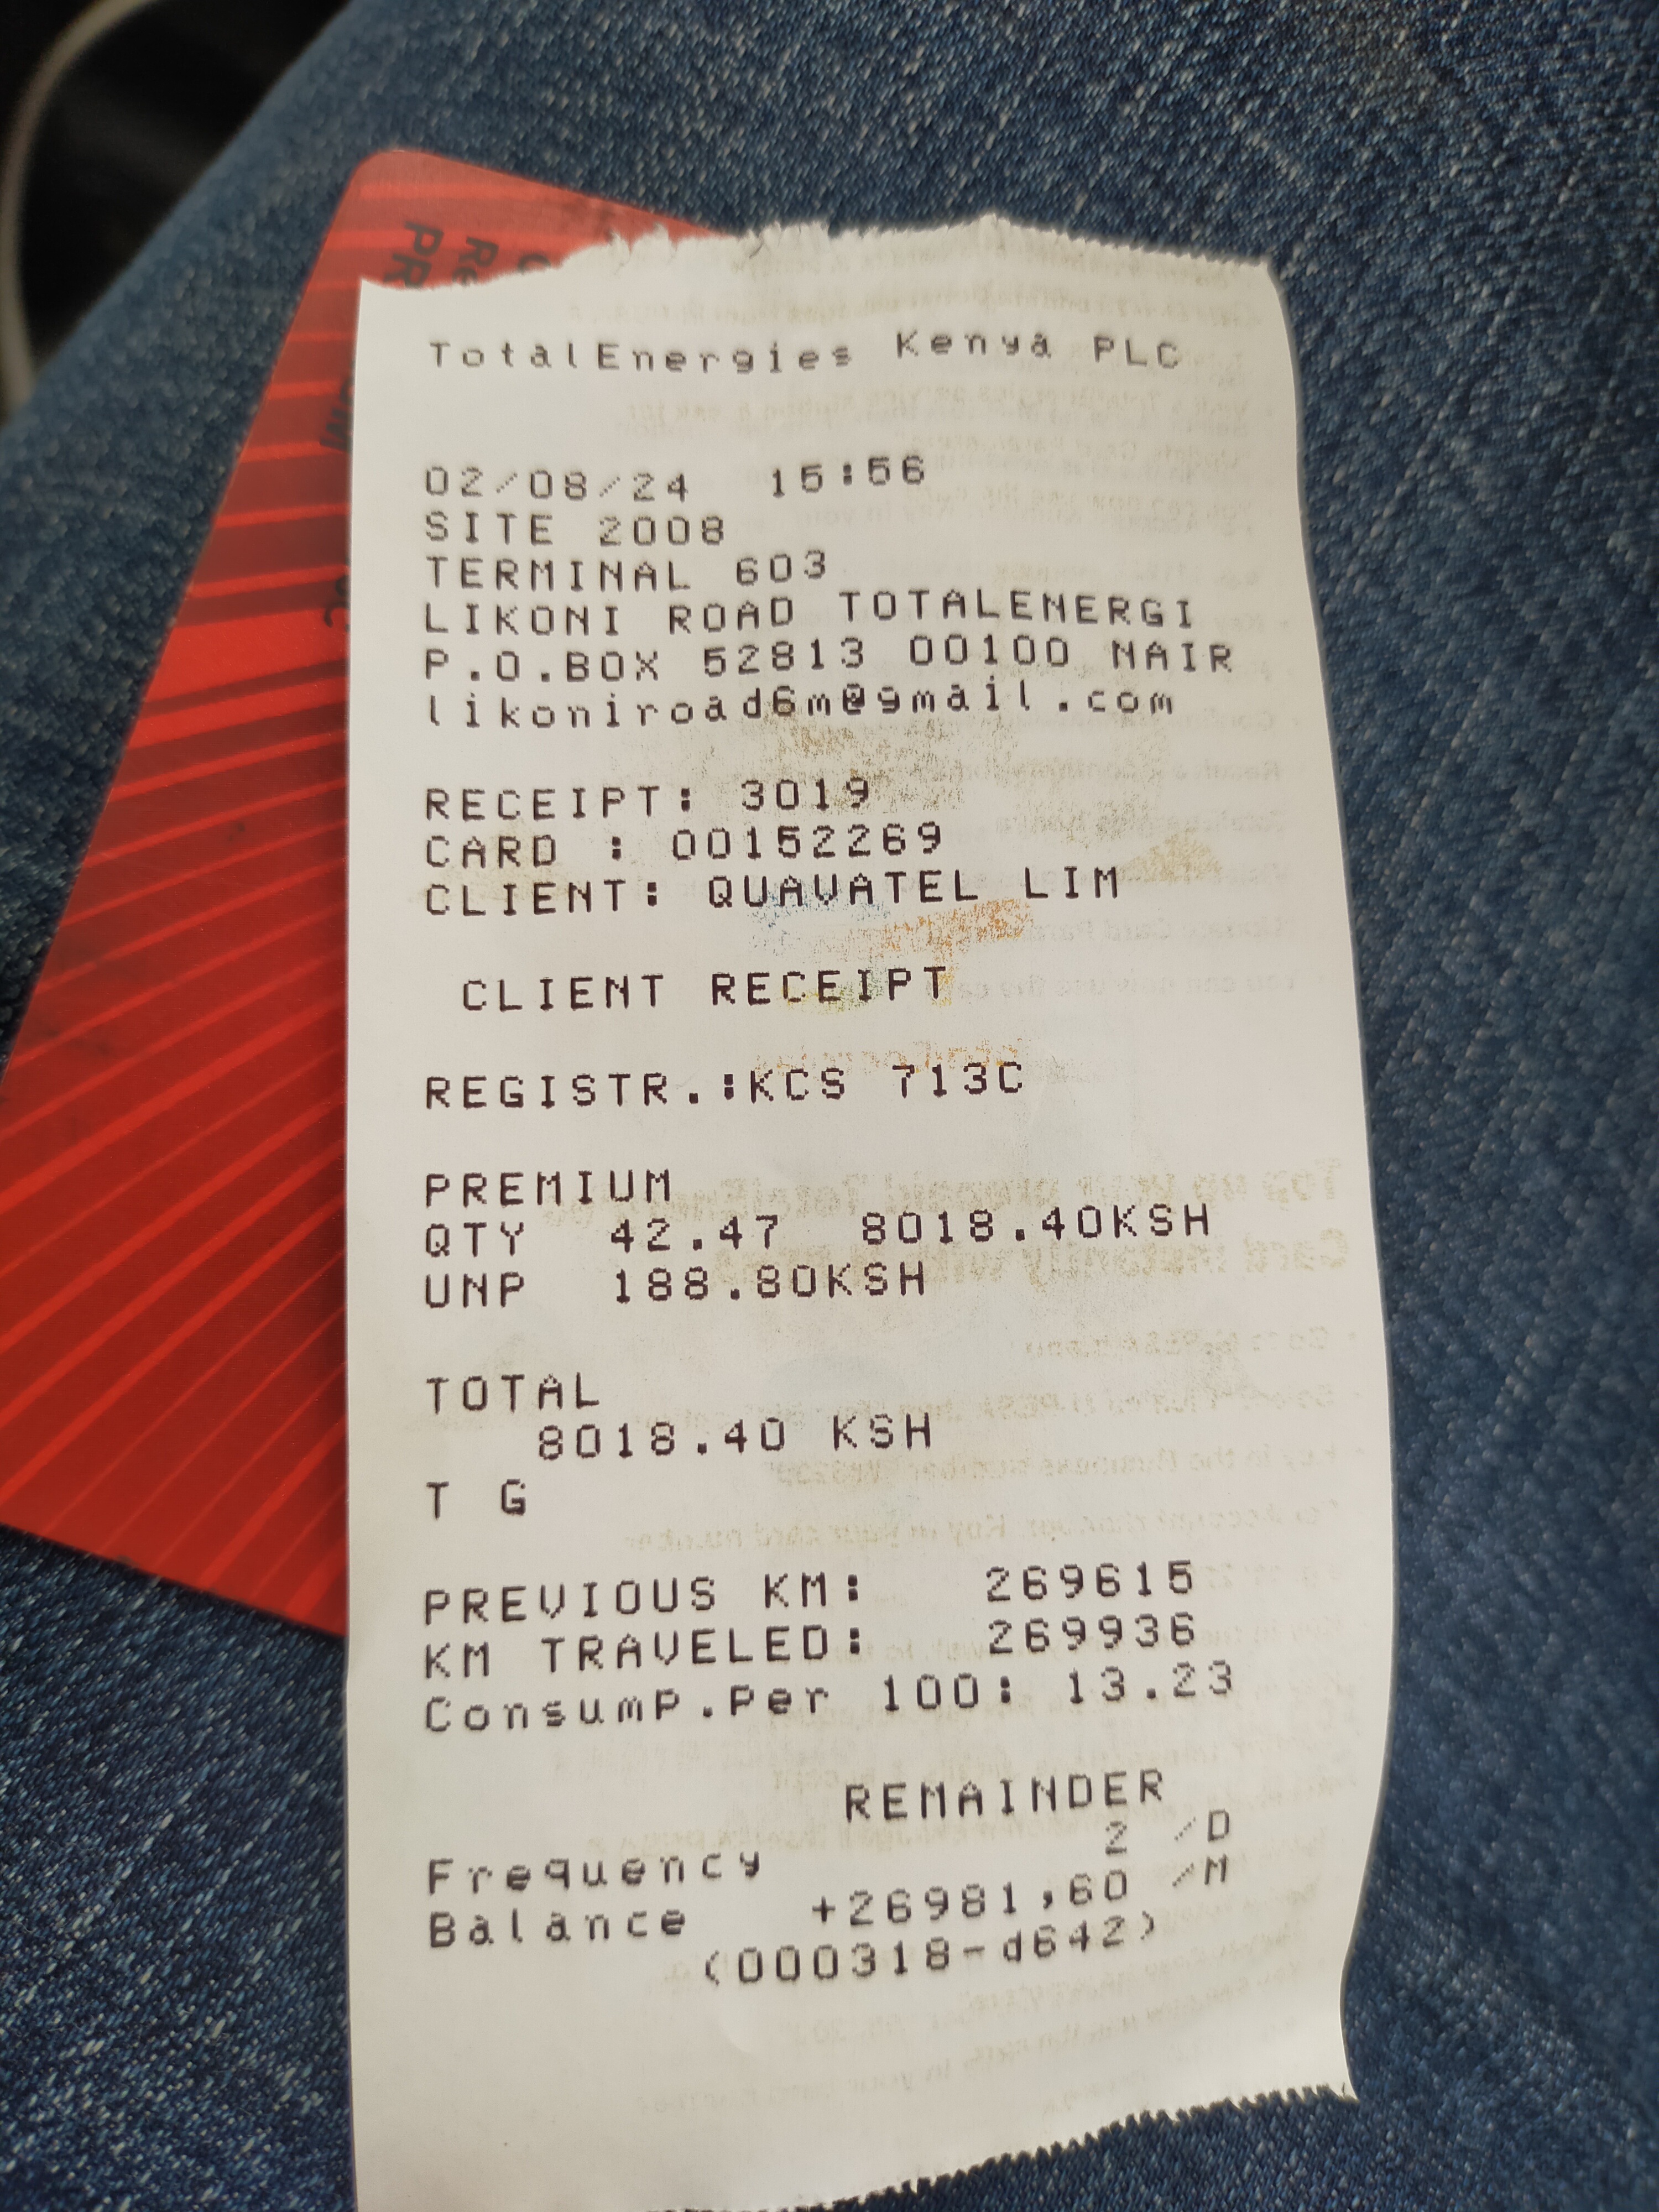 TotalEnergies Kenya PLC
02/08/24 15:56
SITE 2008
TERMINAL 603
LIKONI ROAD TOTALENERGI
P.O.BOX 52813 00100 NAIR
likoniroad6m@gmail.com
RECEIPT: 3019
CARD : 00152269
CLIENT: QUAVATEL LIM
CLIENT RECEIPT
REGISTR.:KCS 713C
PREMIUM
QTY 42.47 8018.40KSH
UNP 188.80KSH
TOTAL
8018.40 KSH
T G
PREVIOUS KM: 269615
KM TRAVELED: 269936
Consump.Per 100: 13.23
REMAINDER
Frequency 2 /D
Balance +26981,60 /M
(000318-d642)